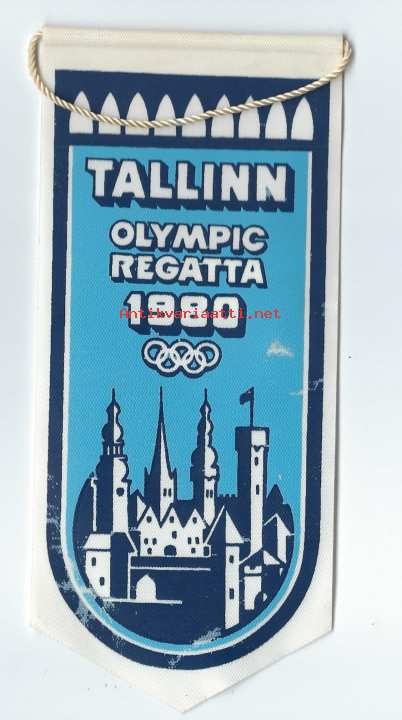 TALLINN
OLYMPIC
REGATTA
1980
Antikvariaatti.net